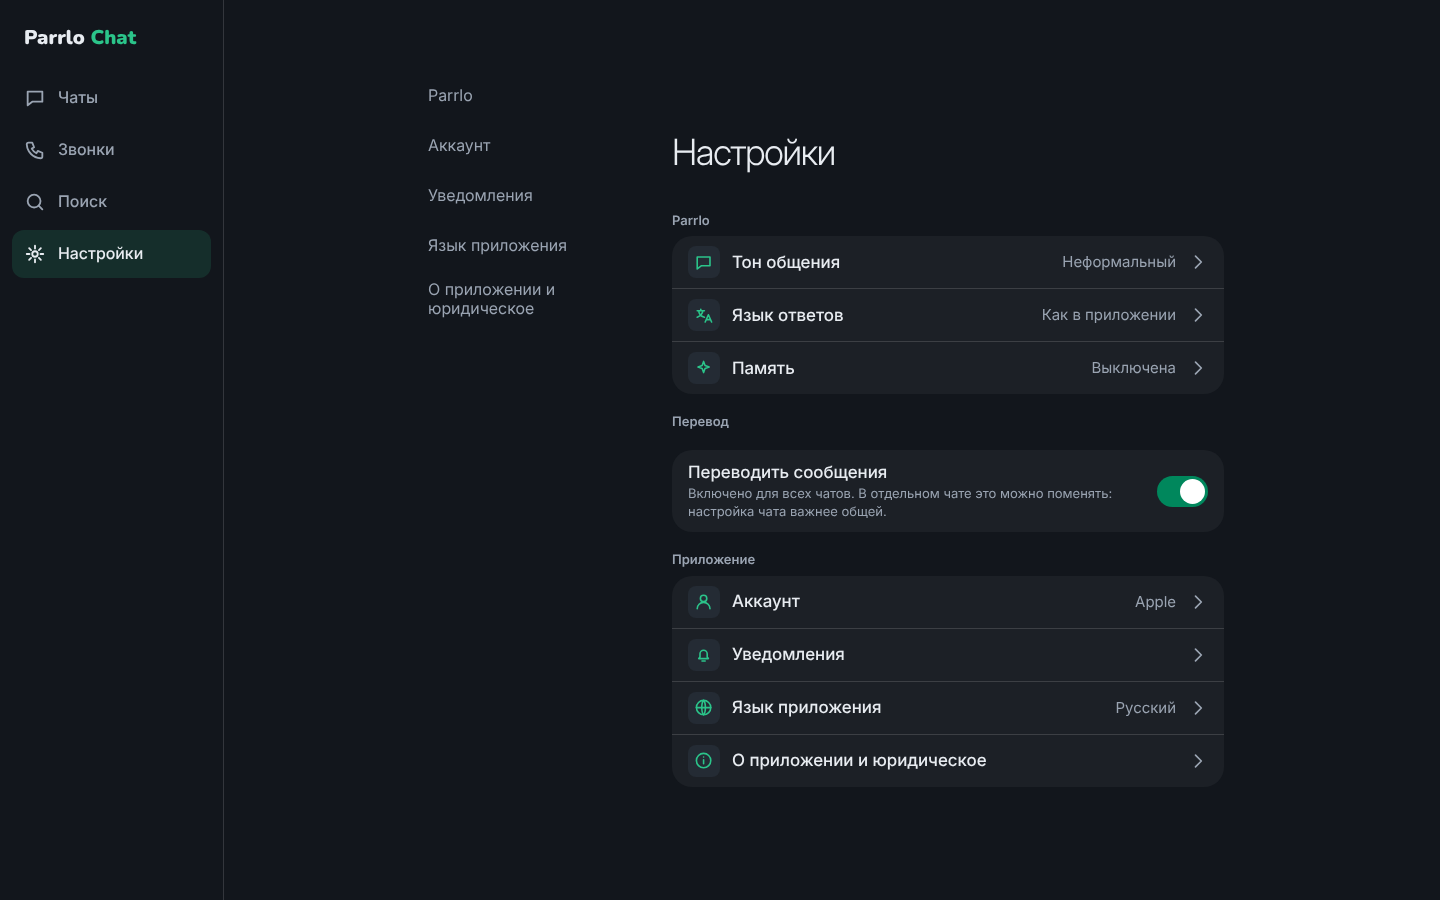 Parrlo Chat
Чаты
Звонки
Поиск
Настройки
Parrlo
Аккаунт
Уведомления
Язык приложения
О приложении и
юридическое
Настройки
Parrlo
Тон общения Неформальный
Язык ответов Как в приложении
Память Выключена
Перевод
Переводить сообщения
Включено для всех чатов. В отдельном чате это можно поменять:
настройка чата важнее общей.
Приложение
Аккаунт Apple
Уведомления
Язык приложения Русский
О приложении и юридическое